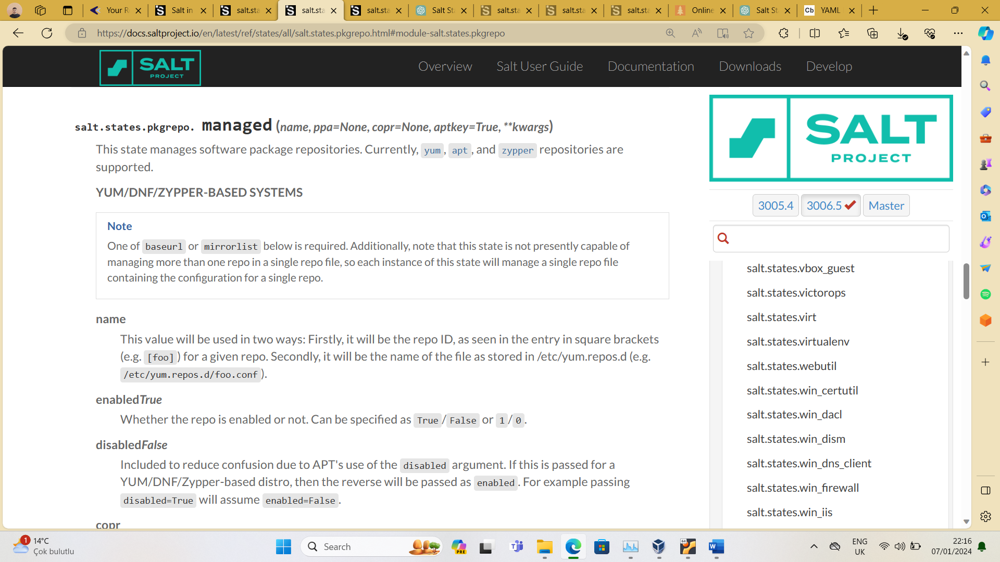 Your R
Salt in
salt.sta
salt.sta
salt.sta
Salt St
salt.sta
salt.sta
salt.sta
Online
Salt St
Cb YAML
https://docs.saltproject.io/en/latest/ref/states/all/salt.states.pkgrepo.html#module-salt.states.pkgrepo
SALT
PROJECT
Overview
Salt User Guide
Documentation
Downloads
Develop
salt.states.pkgrepo. managed (name, ppa=None, copr=None, aptkey=True, **kwargs)
This state manages software package repositories. Currently, yum, apt, and zypper repositories are
supported.
YUM/DNF/ZYPPER-BASED SYSTEMS
Note
One of baseurl or mirrorlist below is required. Additionally, note that this state is not presently capable of
managing more than one repo in a single repo file, so each instance of this state will manage a single repo file
containing the configuration for a single repo.
name
This value will be used in two ways: Firstly, it will be the repo ID, as seen in the entry in square brackets
(e.g. [foo]) for a given repo. Secondly, it will be the name of the file as stored in /etc/yum.repos.d (e.g.
/etc/yum.repos.d/foo.conf).
enabledTrue
Whether the repo is enabled or not. Can be specified as True/False or 1/0.
disabledFalse
Included to reduce confusion due to APT's use of the disabled argument. If this is passed for a
YUM/DNF/Zypper-based distro, then the reverse will be passed as enabled. For example passing
disabled=True will assume enabled=False.
copr
SALT
PROJECT
3005.4
3006.5
Master
salt.states.vbox_guest
salt.states.victorops
salt.states.virt
salt.states.virtualenv
salt.states.webutil
salt.states.win_certutil
salt.states.win_dacl
salt.states.win_dism
salt.states.win_dns_client
salt.states.win_firewall
salt.states.win_iis
1
14°C
Çok bulutlu
Search
PRE
64
W
ENG
UK
22:16
07/01/2024